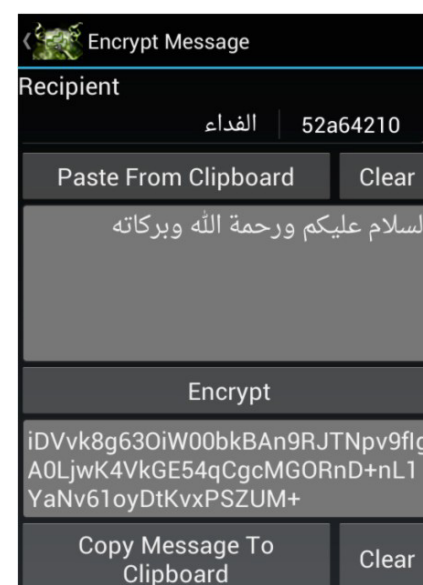 Encrypt Message
Recipient
الفداء 52a64210
Paste From Clipboard Clear
لسلام عليكم ورحمة الله وبركاته
Encrypt
iDVvk8g63OiW00bkBAn9RJTNpv9flg
A0LjwK4VkGE54qCgcMGORnD+nL1
YaNv61oyDtKvxPSZUM+
Copy Message To
Clipboard
Clear